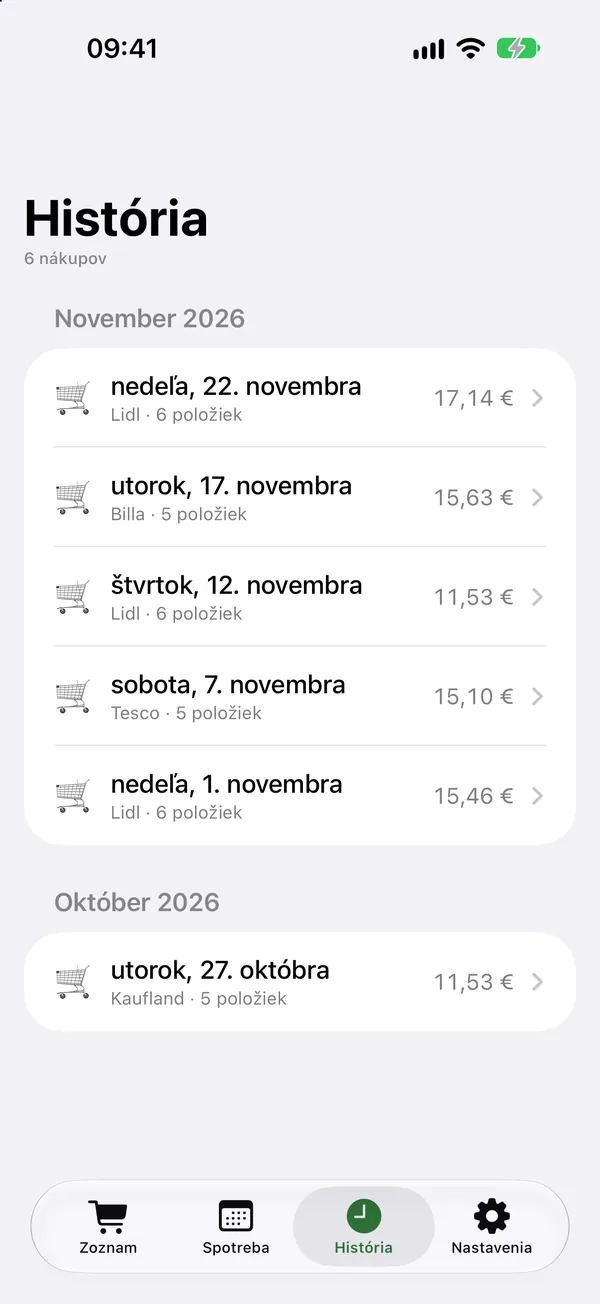 09:41
História
6 nákupov
November 2026
nedeľa, 22. novembra
Lidl · 6 položiek
17,14 €
utorok, 17. novembra
Billa · 5 položiek
15,63 €
štvrtok, 12. novembra
Lidl · 6 položiek
11,53 €
sobota, 7. novembra
Tesco · 5 položiek
15,10 €
nedeľa, 1. novembra
Lidl · 6 položiek
15,46 €
Október 2026
utorok, 27. októbra
Kaufland · 5 položiek
11,53 €
Zoznam
Spotreba
História
Nastavenia